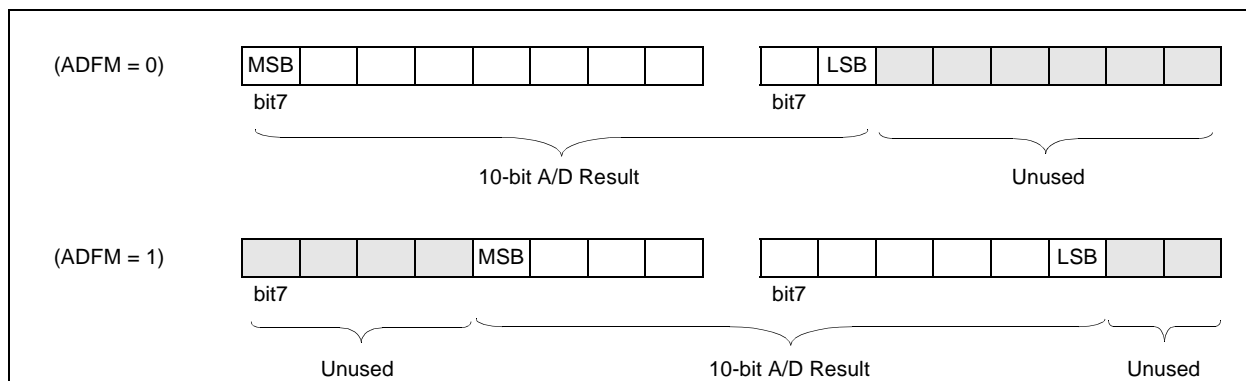 (ADFM = 0) MSB LSB
bit7 bit7
10-bit A/D Result Unused
(ADFM = 1) MSB LSB
bit7 bit7
Unused 10-bit A/D Result Unused